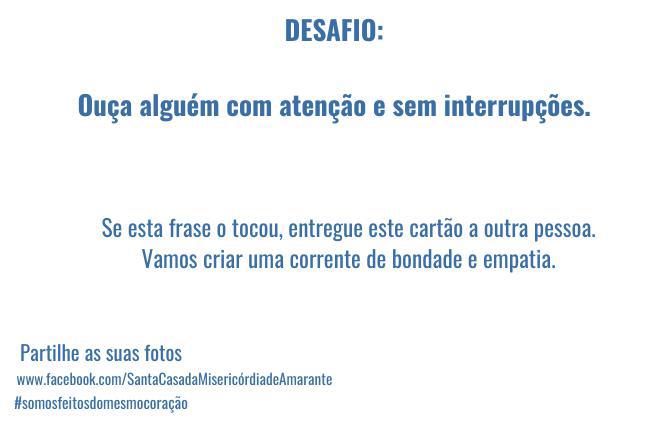 DESAFIO:
Ouça alguém com atenção e sem interrupções.
Se esta frase o tocou, entregue este cartão a outra pessoa.
Vamos criar uma corrente de bondade e empatia.
Partilhe as suas fotos
www.facebook.com/SantaCasadaMisericórdiadeAmarante
#somosfeitosdomesmocoração